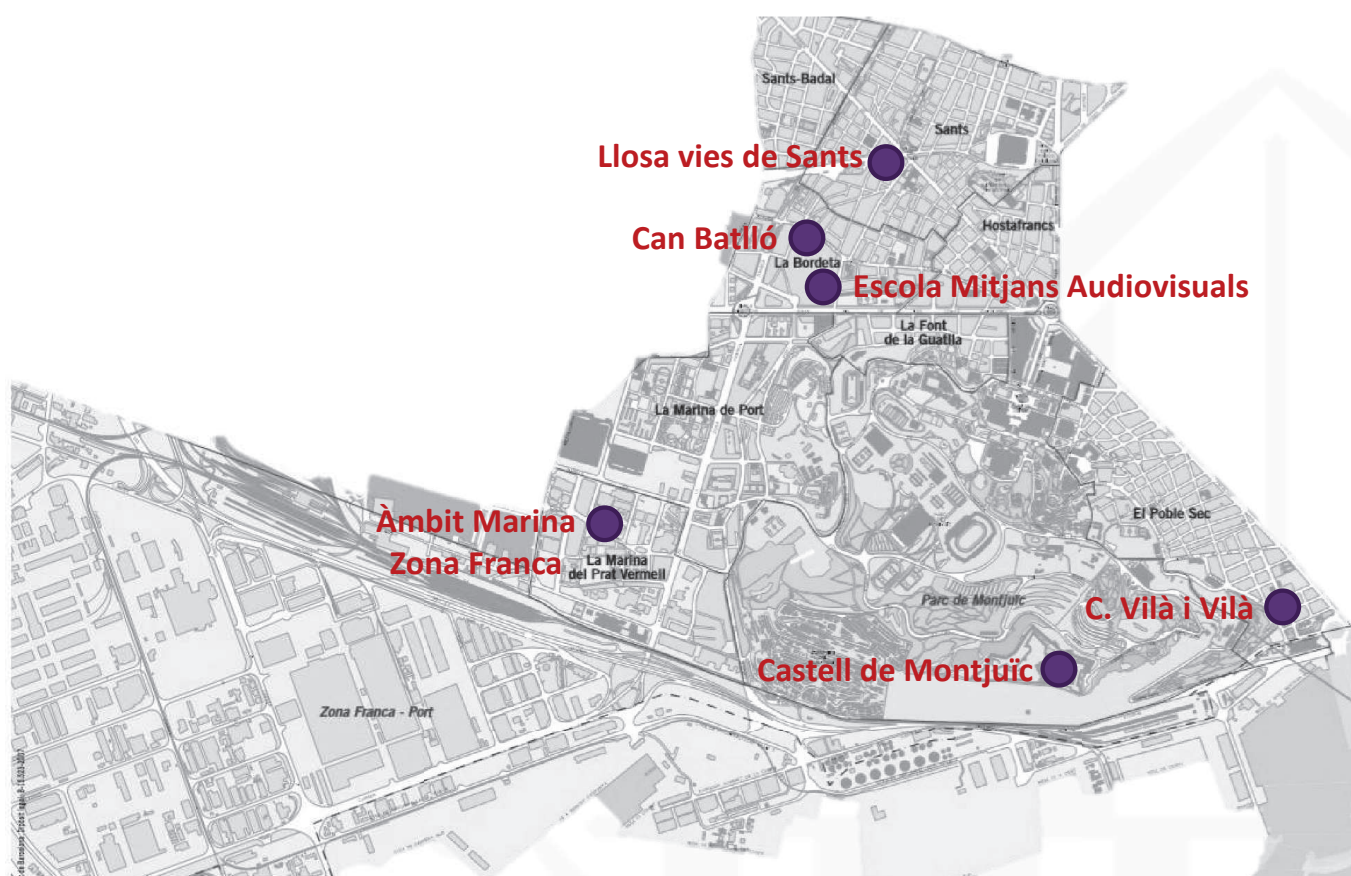 Sants-Badal
Sants
Llosa vies de Sants
Hostafrancs
Can Batlló
La Bordeta
Escola Mitjans Audiovisuals
La Font
de la Guatlla
La Marina de Port
El Poble Sec
Àmbit Marina
Zona Franca
La Marina
del Prat Vermell
Parc de Montjuïc
C. Vilà i Vilà
Castell de Montjuïc
Zona Franca - Port